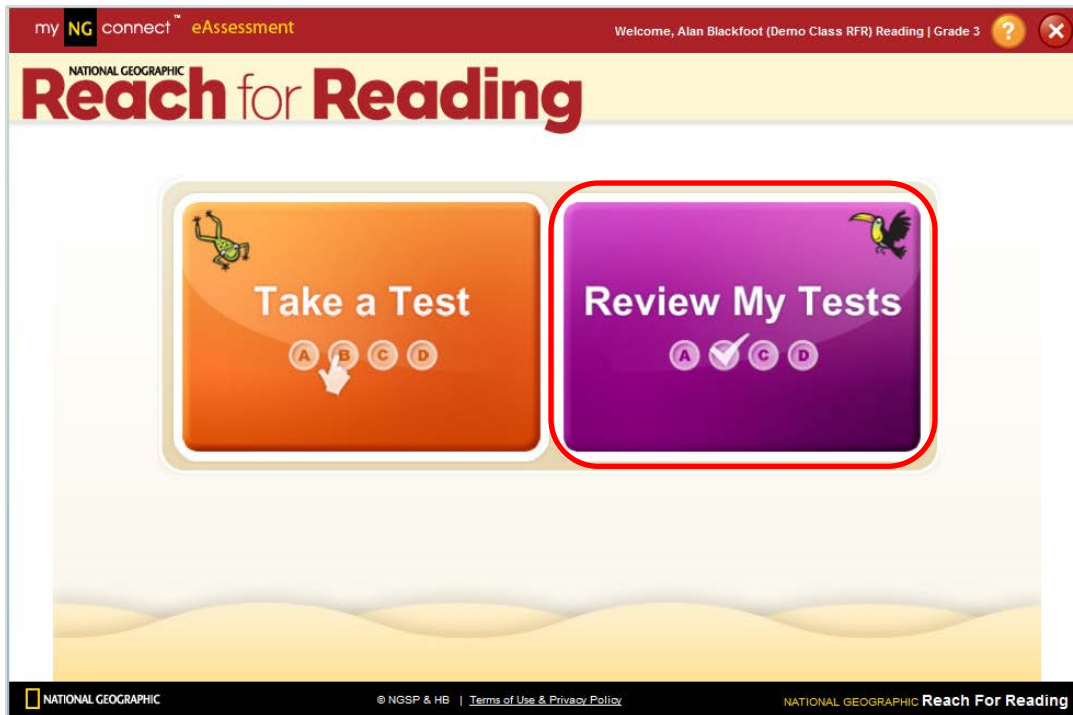 my NG connect™ eAssessment
Welcome, Alan Blackfoot (Demo Class RFR) Reading | Grade 3
?
NATIONAL GEOGRAPHIC
Reach for Reading
Take a Test
A B C D
Review My Tests
A C D
NATIONAL GEOGRAPHIC
© NGSP & HB | Terms of Use & Privacy Policy
NATIONAL GEOGRAPHIC Reach For Reading